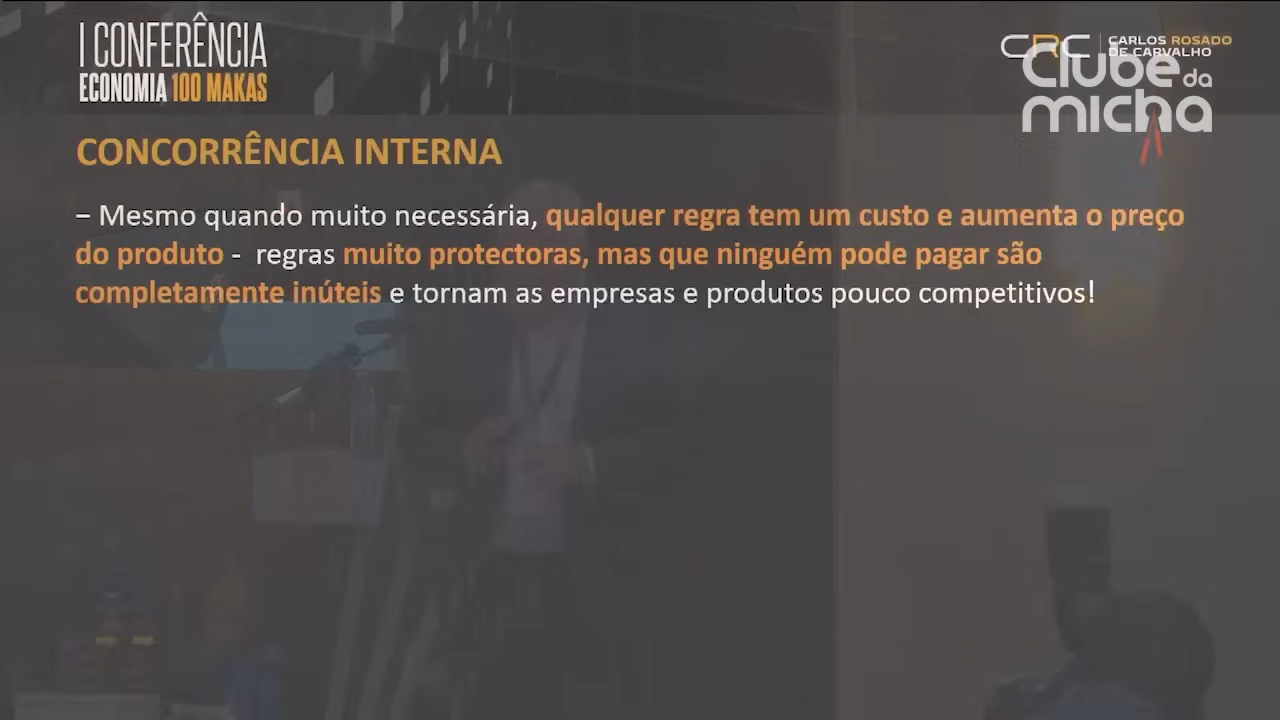 I CONFERÊNCIA
ECONOMIA 100 MAKAS
CRC CARLOS ROSADO
DE CARVALHO
Clube da
micha
CONCORRÊNCIA INTERNA
– Mesmo quando muito necessária, qualquer regra tem um custo e aumenta o preço
do produto - regras muito protectoras, mas que ninguém pode pagar são
completamente inúteis e tornam as empresas e produtos pouco competitivos!